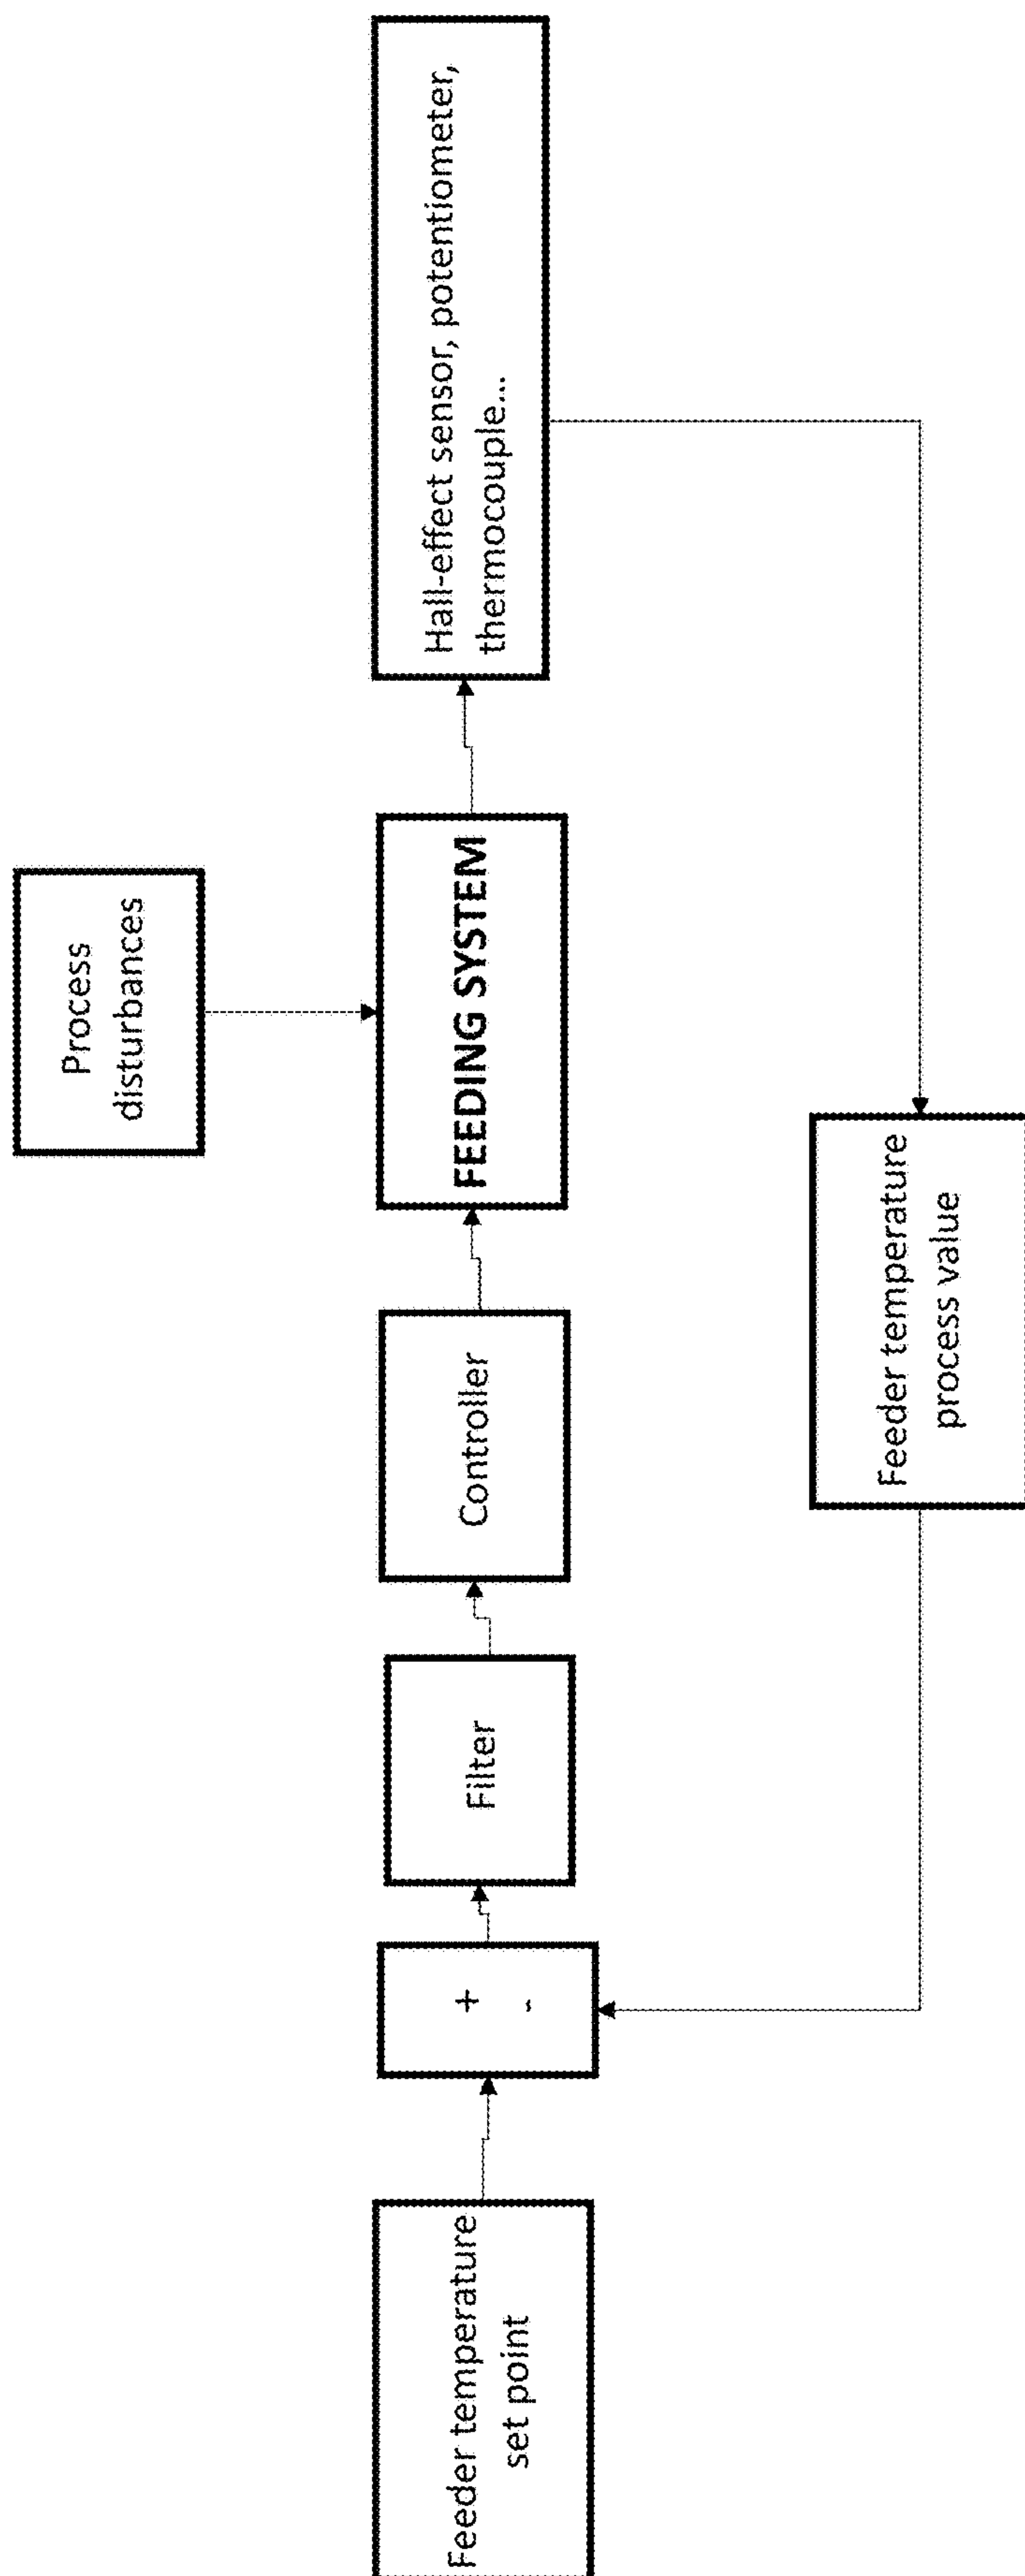 Process
disturbances
Feeder temperature
set point
+
-
Filter
Controller
FEEDING SYSTEM
Hall-effect sensor, potentiometer,
thermocouple...
Feeder temperature
process value